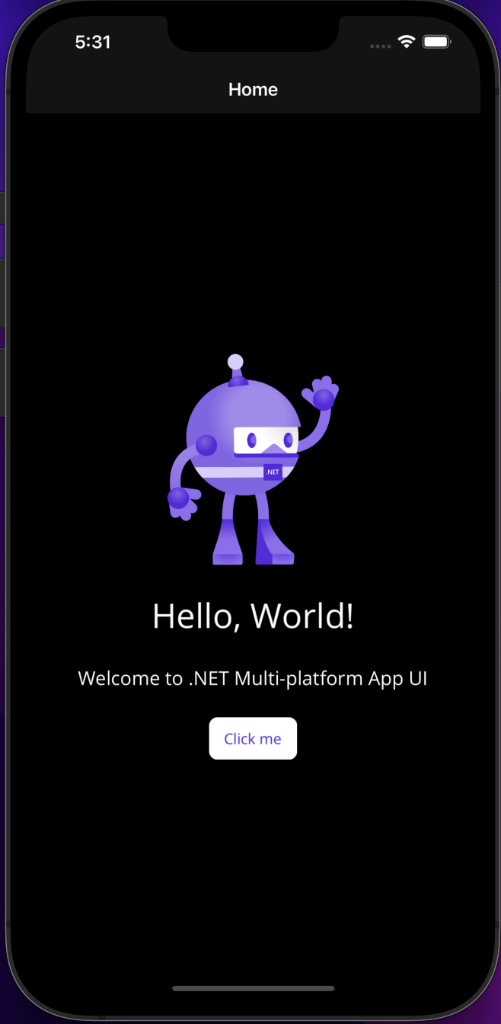 5:31
Home
.NET
Hello, World!
Welcome to .NET Multi-platform App UI
Click me